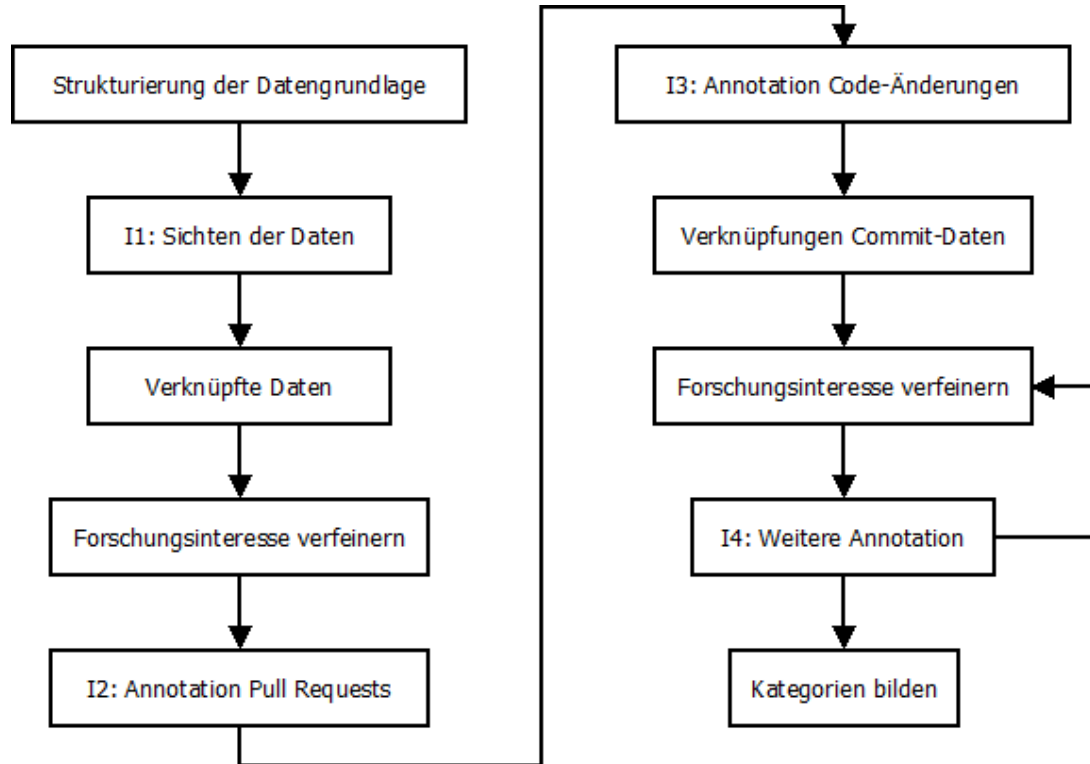 Strukturierung der Datengrundlage
I1: Sichten der Daten
Verknüpfte Daten
Forschungsinteresse verfeinern
I2: Annotation Pull Requests
I3: Annotation Code-Änderungen
Verknüpfungen Commit-Daten
Forschungsinteresse verfeinern
I4: Weitere Annotation
Kategorien bilden